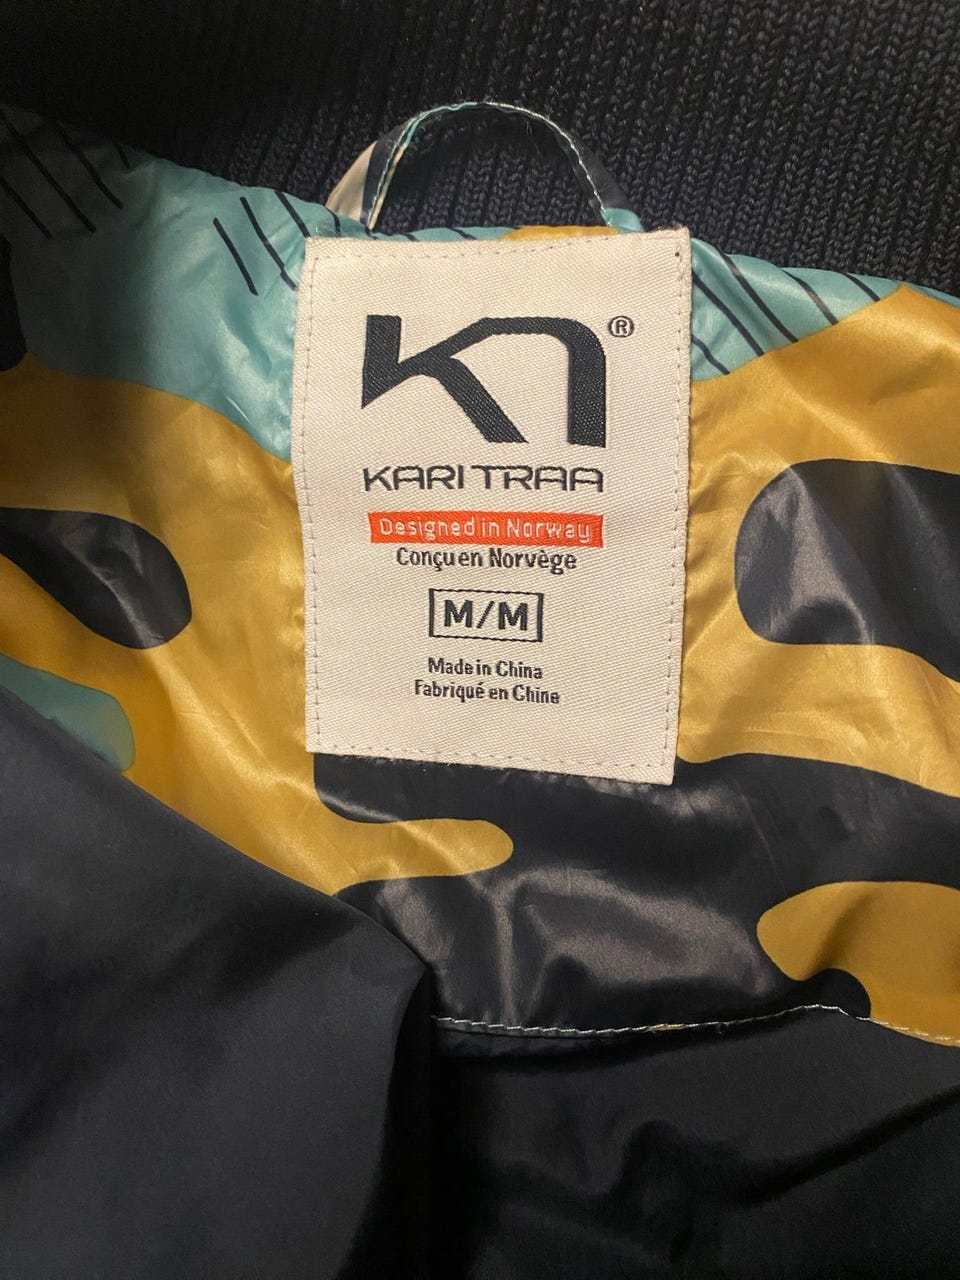 ®
KARI TRAA
Designed in Norway
Conçu en Norvège
M/M
Made in China
Fabriqué en Chine